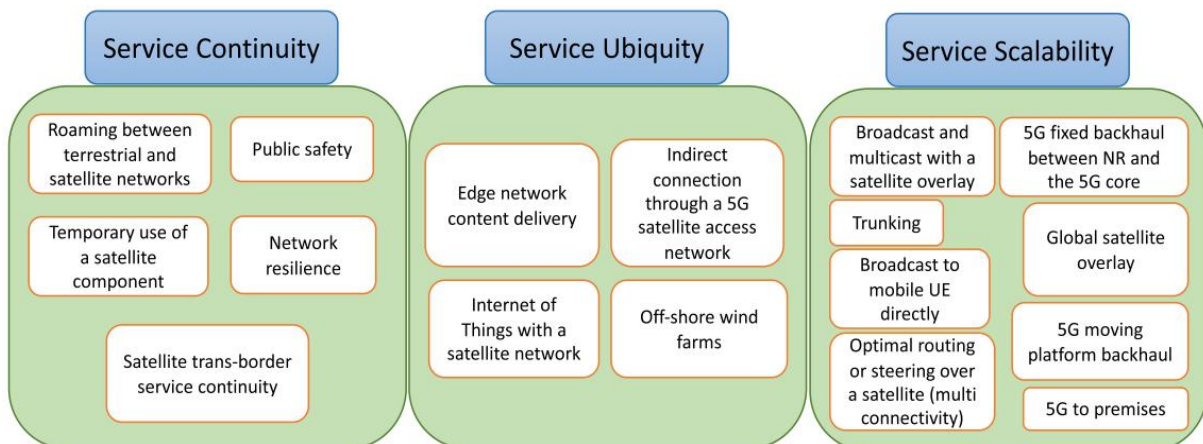 Service Continuity
Roaming between
terrestrial and
satellite networks
Public safety
Temporary use of
a satellite
component
Network
resilience
Satellite trans-border
service continuity
Service Ubiquity
Edge network
content delivery
Indirect
connection
through a 5G
satellite access
network
Internet of
Things with a
satellite network
Off-shore wind
farms
Service Scalability
Broadcast and
multicast with a
satellite overlay
5G fixed backhaul
between NR and
the 5G core
Trunking
Global satellite
overlay
Broadcast to
mobile UE
directly
5G moving
platform backhaul
Optimal routing
or steering over
a satellite (multi
connectivity)
5G to premises